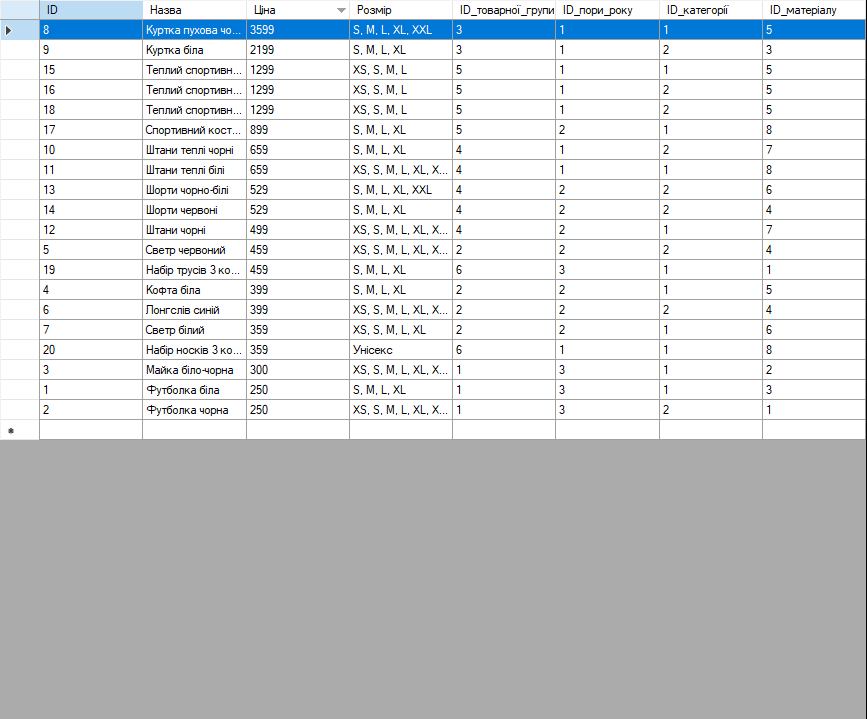 ID Назва Ціна Розмір ID_товарної_групи ID_пори_року ID_категорії ID_матеріалу
8 Куртка пухова чо... 3599 S, M, L, XL, XXL 3 1 1 5
9 Куртка біла 2199 S, M, L, XL 3 1 2 3
15 Теплий спортивн... 1299 XS, S, M, L 5 1 1 5
16 Теплий спортивн... 1299 XS, S, M, L 5 1 2 5
18 Теплий спортивн... 1299 XS, S, M, L 5 1 2 5
17 Спортивний кост... 899 S, M, L, XL 5 2 1 8
10 Штани теплі чорні 659 S, M, L, XL 4 1 2 7
11 Штани теплі білі 659 XS, S, M, L, XL, X... 4 1 1 8
13 Шорти чорно-білі 529 S, M, L, XL, XXL 4 2 2 6
14 Шорти червоні 529 S, M, L, XL 4 2 2 4
12 Штани чорні 499 XS, S, M, L, XL, X... 4 2 1 7
5 Светр червоний 459 XS, S, M, L, XL, X... 2 2 2 4
19 Набір трусів 3 ко... 459 S, M, L, XL 6 3 1 1
4 Кофта біла 399 S, M, L, XL 2 2 1 5
6 Лонгслів синій 399 XS, S, M, L, XL, X... 2 2 2 4
7 Светр білий 359 XS, S, M, L, XL 2 2 1 6
20 Набір носків 3 ко... 359 Унісекс 6 1 1 8
3 Майка біло-чорна 300 XS, S, M, L, XL, X... 1 3 1 2
1 Футболка біла 250 S, M, L, XL 1 3 1 3
2 Футболка чорна 250 XS, S, M, L, XL, X... 1 3 2 1